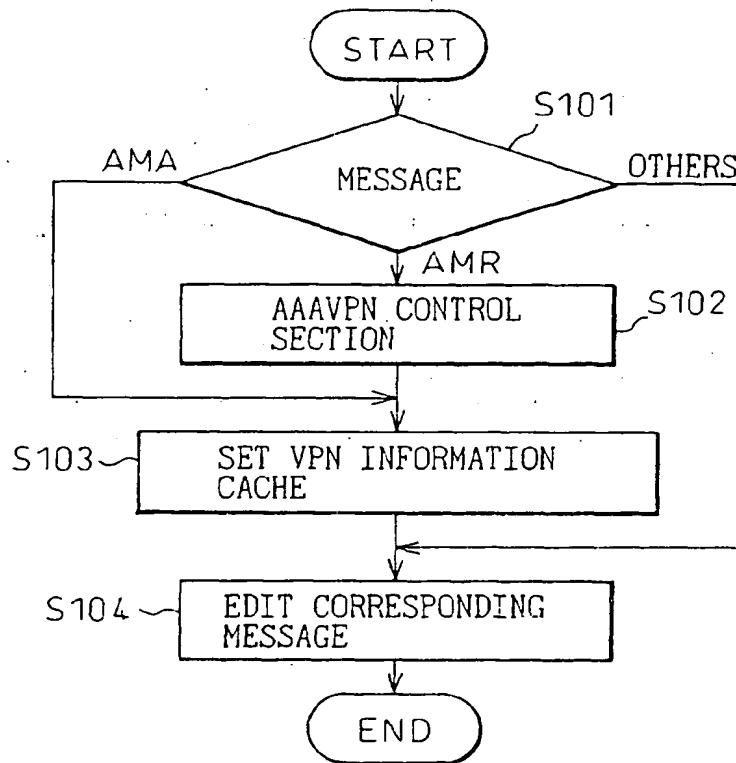 START
S101
AMA
MESSAGE
OTHERS
AMR
AAAVPN CONTROL
SECTION
S102
S103
SET VPN INFORMATION
CACHE
S104
EDIT CORRESPONDING
MESSAGE
END